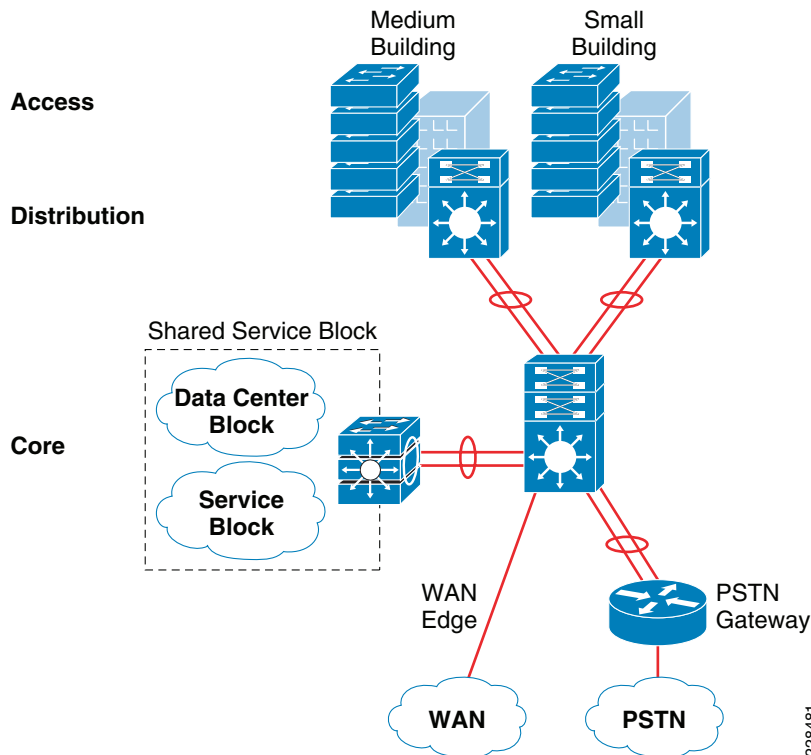 Medium
Building
Small
Building
Access
Distribution
Shared Service Block
Data Center
Block
Core
Service
Block
WAN
Edge
PSTN
Gateway
WAN
PSTN
228481